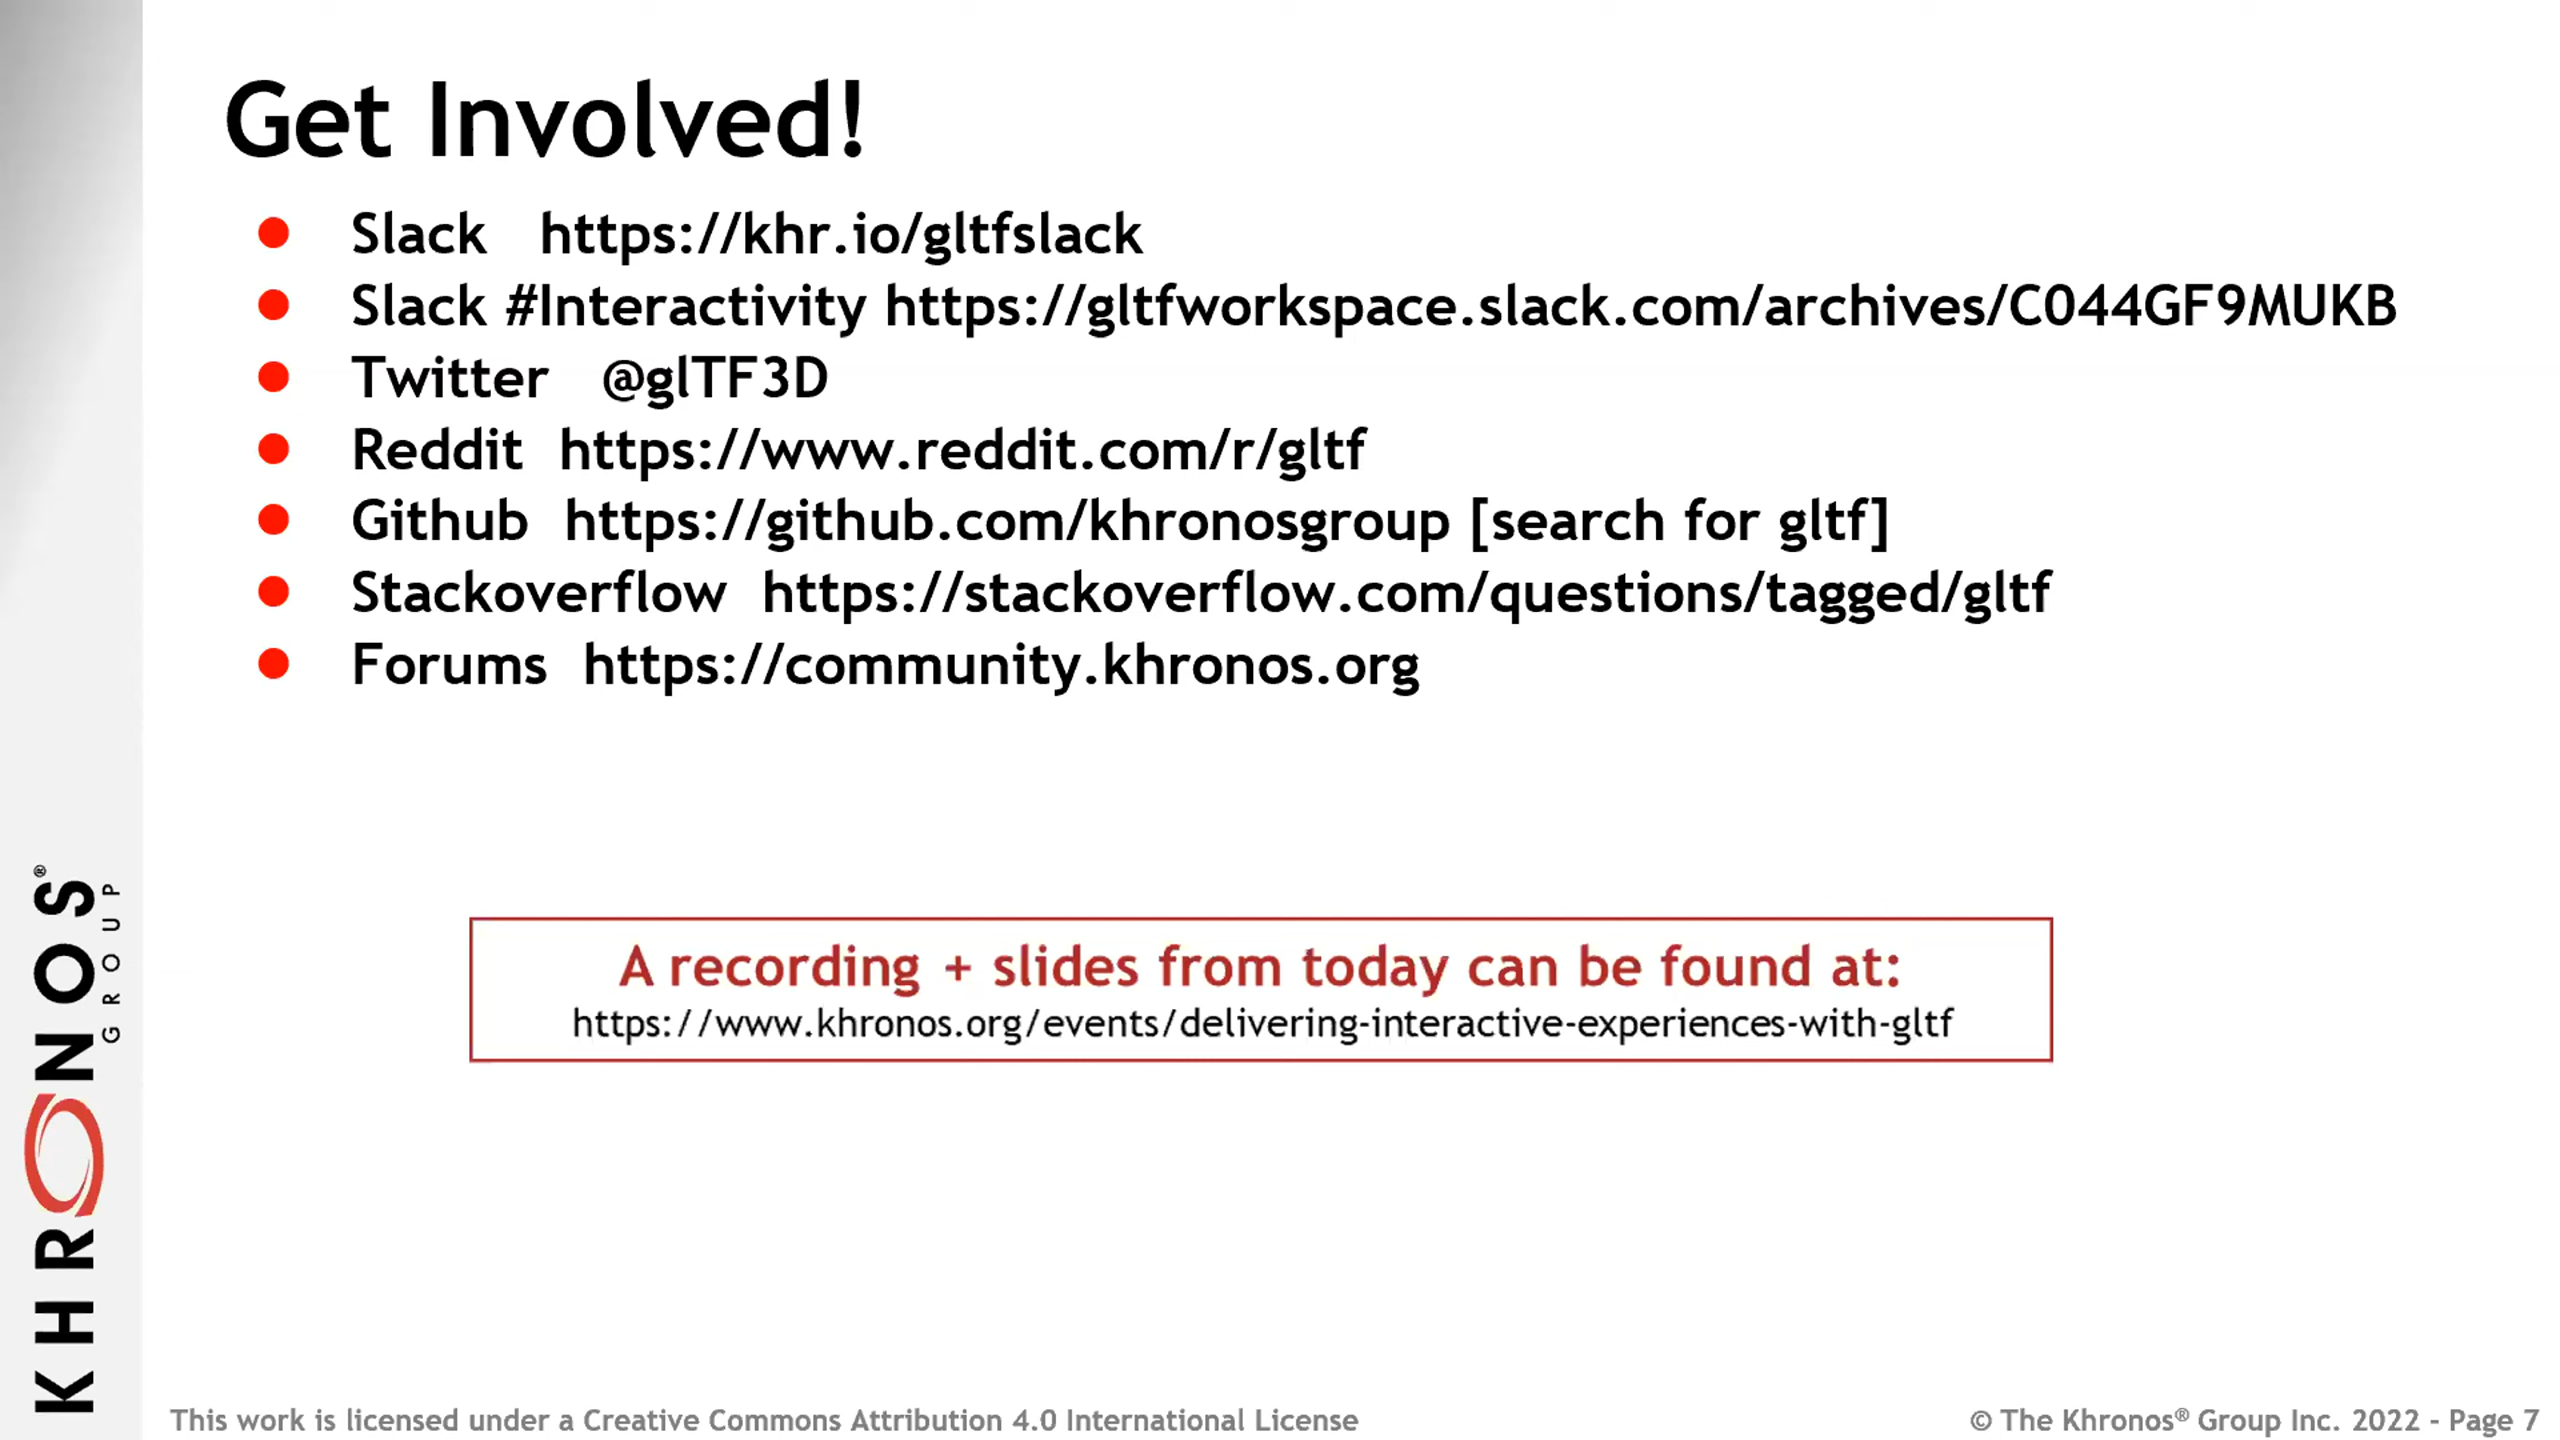 Get Involved!
Slack https://khr.io/gltfslack
Slack #Interactivity https://gltfworkspace.slack.com/archives/C044GF9MUKB
Twitter @glTF3D
Reddit https://www.reddit.com/r/gltf
Github https://github.com/khronosgroup [search for gltf]
Stackoverflow https://stackoverflow.com/questions/tagged/gltf
Forums https://community.khronos.org
A recording + slides from today can be found at:
https://www.khronos.org/events/delivering-interactive-experiences-with-gltf
KHRONOS®
GROUP
This work is licensed under a Creative Commons Attribution 4.0 International License
© The Khronos® Group Inc. 2022 - Page 7